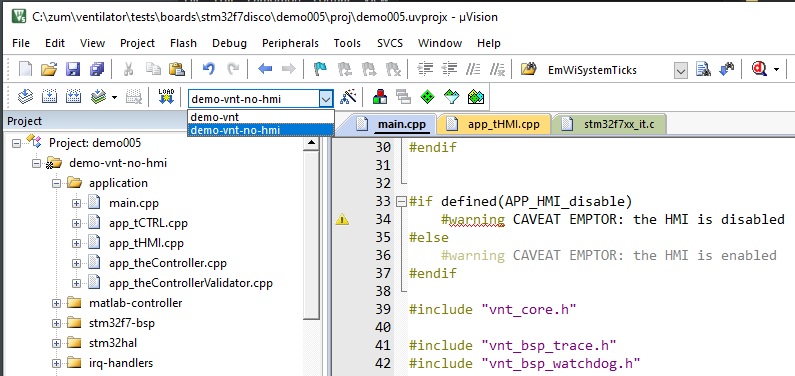 C:\zum\ventilator\tests\boards\stm32f7disco\demo005\proj\demo005.uvprojx - µVision
File Edit View Project Flash Debug Peripherals Tools SVCS Window Help
EmWiSystemTicks
LOAD demo-vnt-no-hmi
demo-vnt
demo-vnt-no-hmi
Project
Project: demo005
demo-vnt-no-hmi
application
main.cpp
app_tCTRL.cpp
app_tHMI.cpp
app_theController.cpp
app_theControllerValidator.cpp
matlab-controller
stm32f7-bsp
stm32hal
irq-handlers
main.cpp app_tHMI.cpp stm32f7xx_it.c
30 #endif
31
32
33 #if defined(APP_HMI_disable)
34 #warning CAVEAT EMPTOR: the HMI is disabled
35 #else
36 #warning CAVEAT EMPTOR: the HMI is enabled
37 #endif
38
39 #include "vnt_core.h"
40
41 #include "vnt_bsp_trace.h"
42 #include "vnt_bsp_watchdog.h"